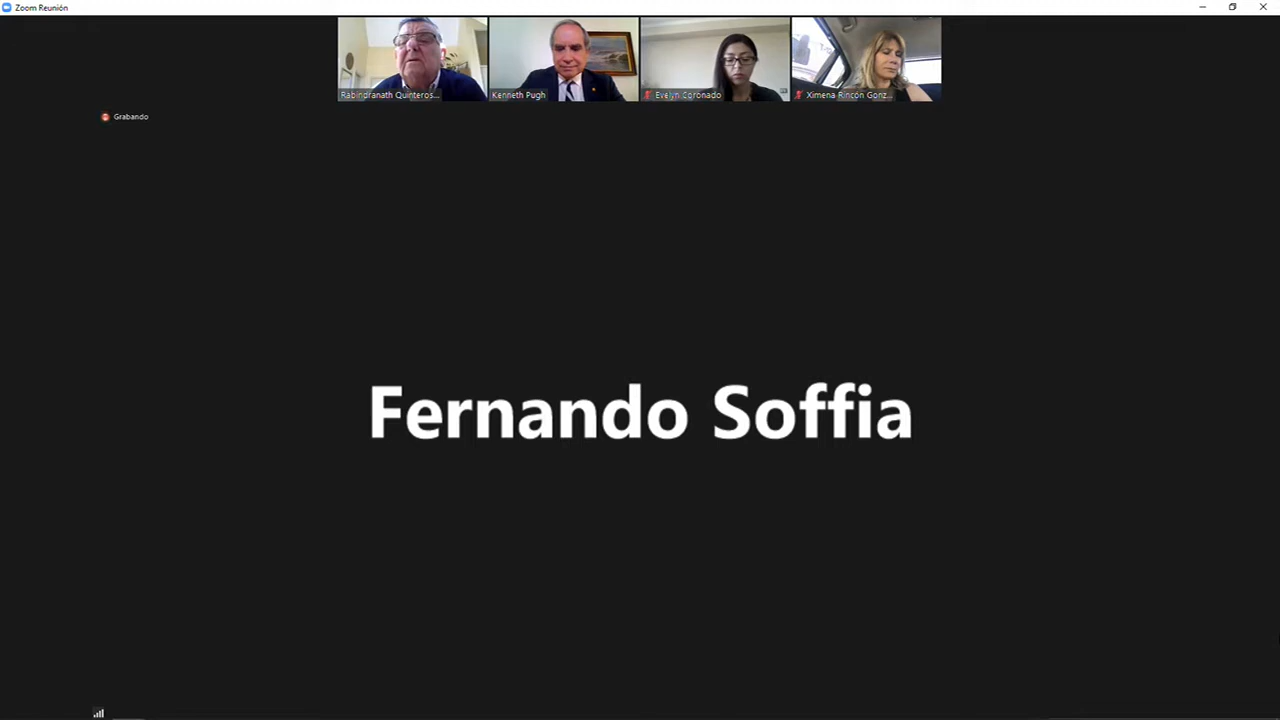 Zoom Reunión
Rabindranath Quinteros...
Kenneth Pugh
Evelyn Coronado
Ximena Rincón Gonz...
Grabando
Fernando Soffia